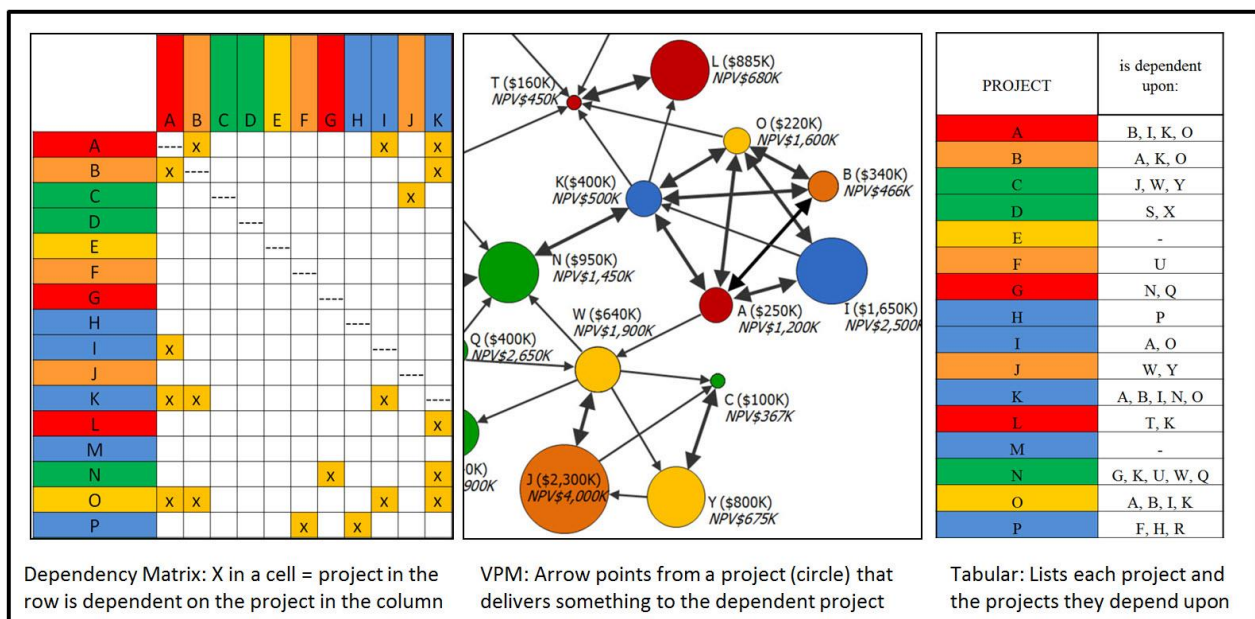 A B C D E F G H I J K
A ---- X X X
B X ---- X
C ---- X
D ----
E ----
F ----
G ----
H ----
I X ----
J ----
K X X X ----
L X
M
N X X
O X X X X
P X X
L ($885K)
NPV$680K
T ($160K)
NPV$450K
O ($220K)
NPV$1,600K
B ($340K)
NPV$466K
K($400K)
NPV$500K
N ($950K)
NPV$1,450K
I ($1,650K)
NPV$2,500K
A ($250K)
NPV$1,200K
W ($640K)
NPV$1,900K
Q ($400K)
NPV$2,650K
C ($100K)
NPV$367K
0K)
900K
J ($2,300K)
NPV$4,000K
Y ($800K)
NPV$675K
PROJECT is dependent
upon:
A B, I, K, O
B A, K, O
C J, W, Y
D S, X
E -
F U
G N, Q
H P
I A, O
J W, Y
K A, B, I, N, O
L T, K
M -
N G, K, U, W, Q
O A, B, I, K
P F, H, R
Dependency Matrix: X in a cell = project in the
row is dependent on the project in the column
VPM: Arrow points from a project (circle) that
delivers something to the dependent project
Tabular: Lists each project and
the projects they depend upon